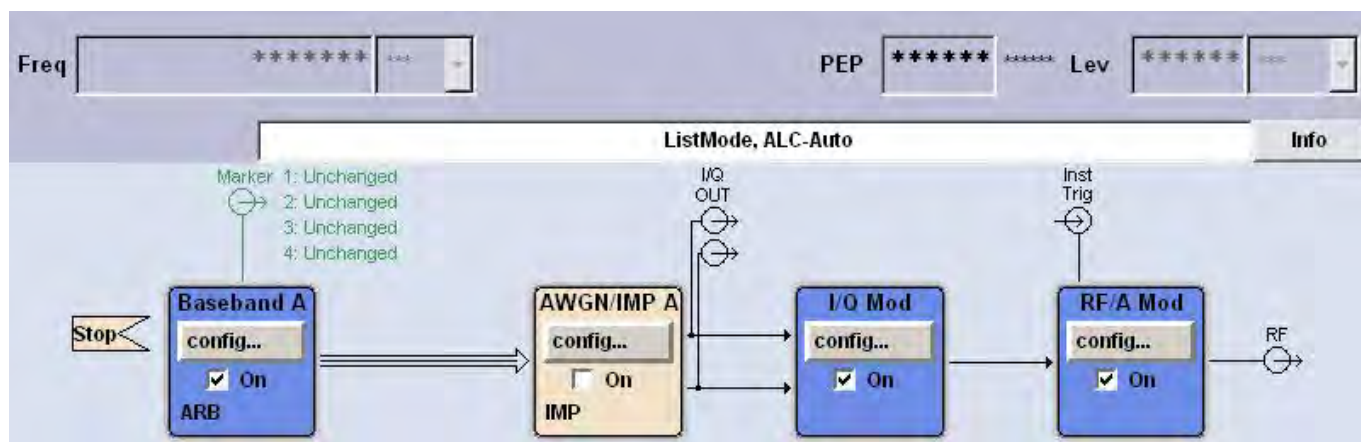 Freq ******* *** PEP ****** ***** Lev ****** ***
ListMode, ALC-Auto Info
Marker 1: Unchanged
2: Unchanged
3: Unchanged
4: Unchanged
I/Q
OUT
Inst
Trig
Stop
Baseband A
config...
On
ARB
AWGN/IMP A
config...
On
IMP
I/Q Mod
config...
On
RF/A Mod
config...
On
RF